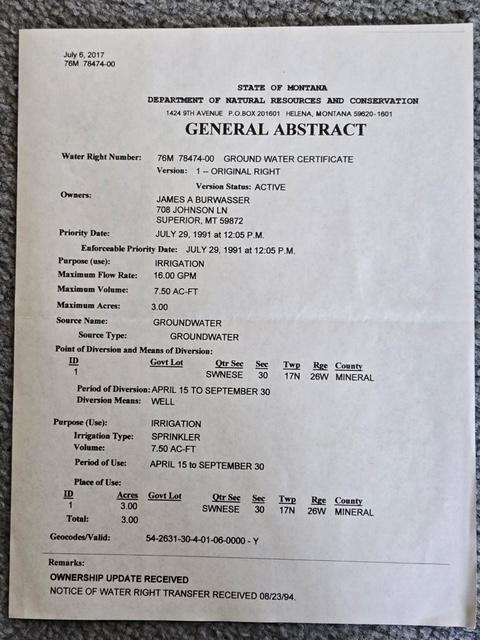 July 6, 2017
76M 78474-00
STATE OF MONTANA
DEPARTMENT OF NATURAL RESOURCES AND CONSERVATION
1424 9TH AVENUE P.O.BOX 201601 HELENA, MONTANA 59620-1601
GENERAL ABSTRACT
Water Right Number: 76M 78474-00 GROUND WATER CERTIFICATE
Version: 1 -- ORIGINAL RIGHT
Version Status: ACTIVE
Owners: JAMES A BURWASSER
708 JOHNSON LN
SUPERIOR, MT 59872
Priority Date: JULY 29, 1991 at 12:05 P.M.
Enforceable Priority Date: JULY 29, 1991 at 12:05 P.M.
Purpose (use): IRRIGATION
Maximum Flow Rate: 16.00 GPM
Maximum Volume: 7.50 AC-FT
Maximum Acres: 3.00
Source Name: GROUNDWATER
Source Type: GROUNDWATER
Point of Diversion and Means of Diversion:
ID Govt Lot Qtr Sec Sec Twp Rge County
1 SWNESE 30 17N 26W MINERAL
Period of Diversion: APRIL 15 TO SEPTEMBER 30
Diversion Means: WELL
Purpose (Use): IRRIGATION
Irrigation Type: SPRINKLER
Volume: 7.50 AC-FT
Period of Use: APRIL 15 to SEPTEMBER 30
Place of Use:
ID Acres Govt Lot Qtr Sec Sec Twp Rge County
1 3.00 SWNESE 30 17N 26W MINERAL
Total: 3.00
Geocodes/Valid: 54-2631-30-4-01-06-0000 - Y
Remarks:
OWNERSHIP UPDATE RECEIVED
NOTICE OF WATER RIGHT TRANSFER RECEIVED 08/23/94.